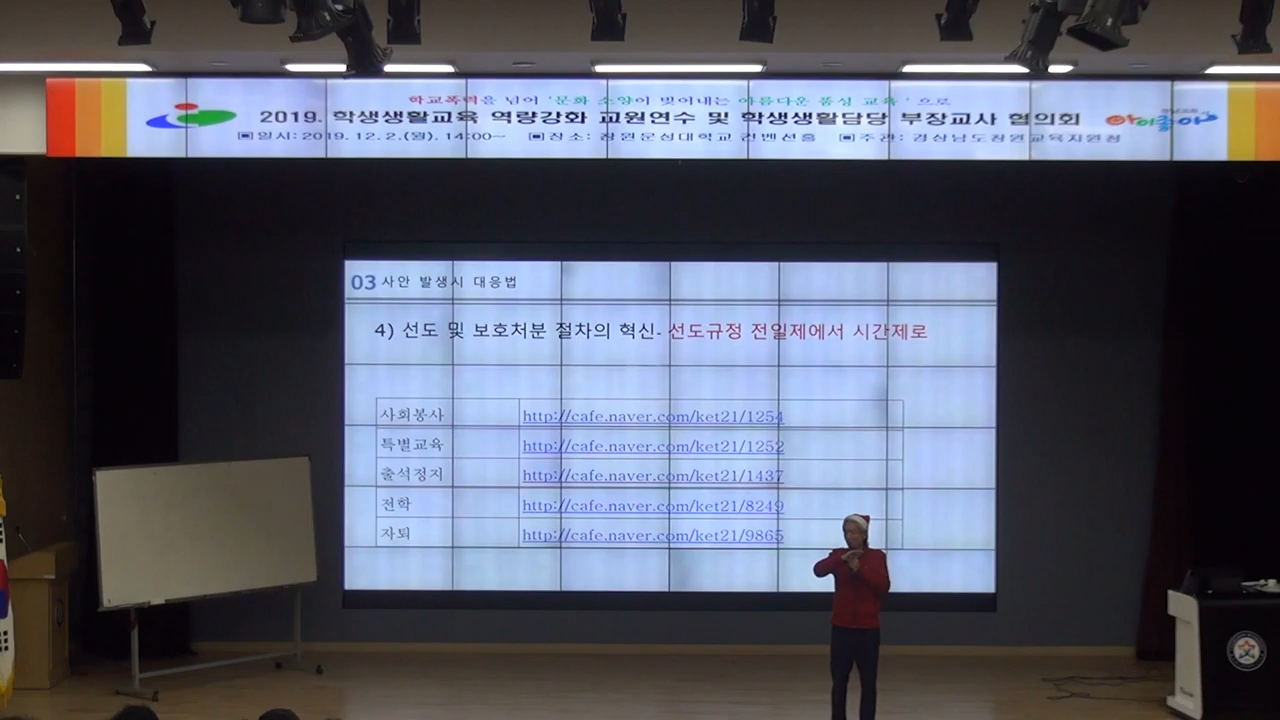 학교폭력을 넘어 '문화 소양이 빚어내는 아름다운 품성 교육' 으로
2019. 학생생활교육 역량강화 교원연수 및 학생생활담당 부장교사 협의회
아이좋아
▣일시: 2019. 12. 2.(월). 14:00~ ▣장소: 창원문성대학교 컨벤션홀 ▣주관: 경상남도창원교육지원청
03 사안 발생시 대응법
4) 선도 및 보호처분 절차의 혁신- 선도규정 전일제에서 시간제로
사회봉사 http://cafe.naver.com/ket21/1254
특별교육 http://cafe.naver.com/ket21/1252
출석정지 http://cafe.naver.com/ket21/1437
전학 http://cafe.naver.com/ket21/8249
자퇴 http://cafe.naver.com/ket21/9865